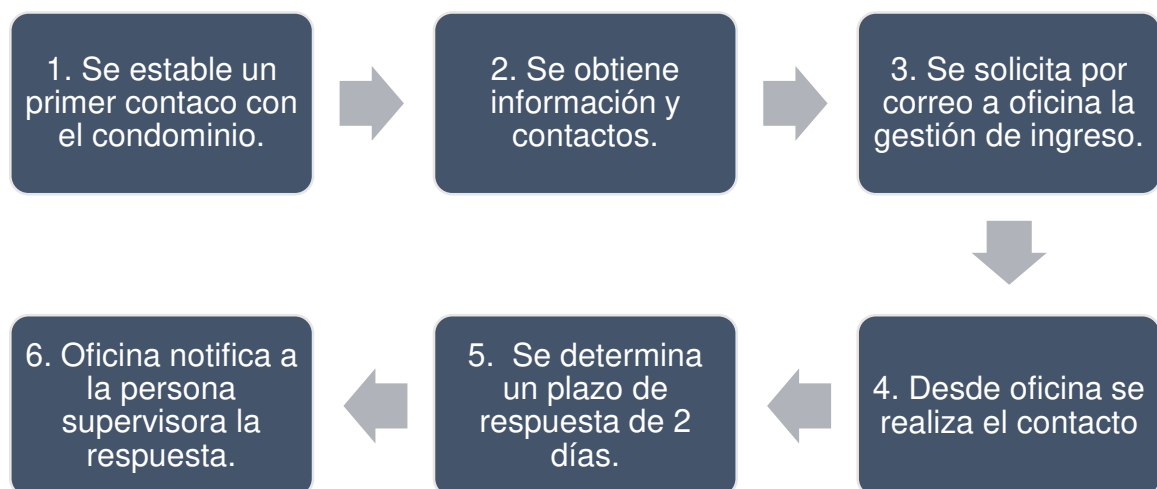 1. Se estable un
primer contaco con
el condominio.
2. Se obtiene
información y
contactos.
3. Se solicita por
correo a oficina la
gestión de ingreso.
4. Desde oficina se
realiza el contacto
5.  Se determina
un plazo de
respuesta de 2
días.
6. Oficina notifica a
la persona
supervisora la
respuesta.